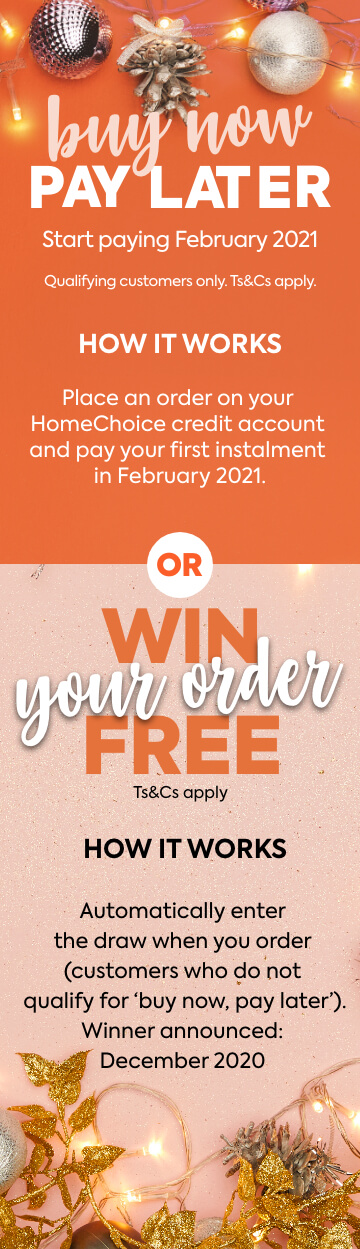 buy now
PAY LATER
Start paying February 2021
Qualifying customers only. Ts&Cs apply.
HOW IT WORKS
Place an order on your
HomeChoice credit account
and pay your first instalment
in February 2021.
OR
WIN
your order
FREE
Ts&Cs apply
HOW IT WORKS
Automatically enter
the draw when you order
(customers who do not
qualify for ‘buy now, pay later’).
Winner announced:
December 2020